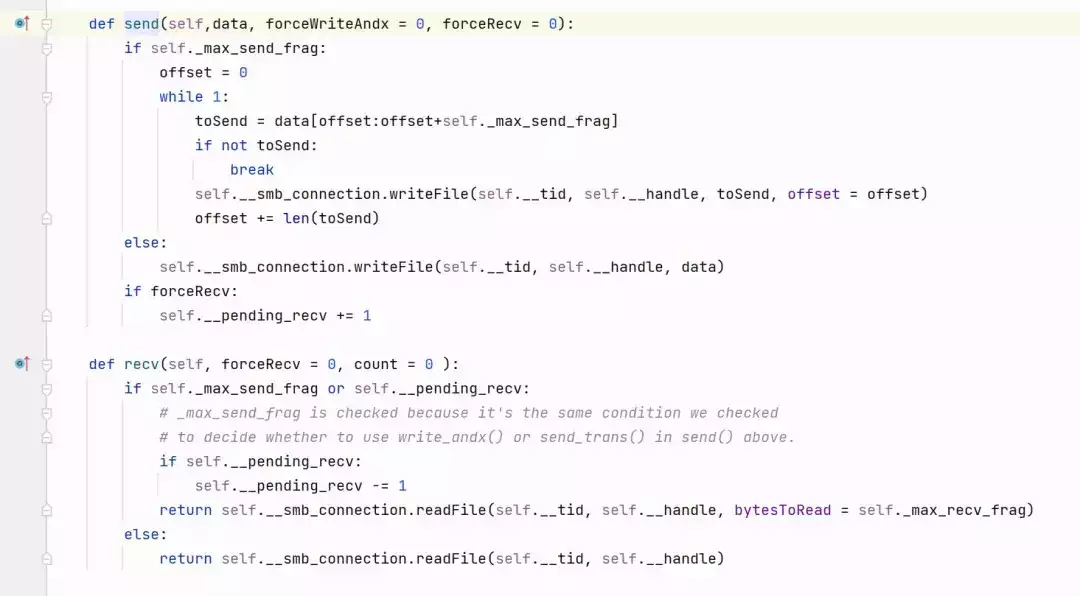 def send(self,data, forceWriteAndx = 0, forceRecv = 0):
    if self._max_send_frag:
        offset = 0
        while 1:
            toSend = data[offset:offset+self._max_send_frag]
            if not toSend:
                break
            self.__smb_connection.writeFile(self.__tid, self.__handle, toSend, offset = offset)
            offset += len(toSend)
    else:
        self.__smb_connection.writeFile(self.__tid, self.__handle, data)
    if forceRecv:
        self.__pending_recv += 1

def recv(self, forceRecv = 0, count = 0 ):
    if self._max_send_frag or self.__pending_recv:
        # _max_send_frag is checked because it's the same condition we checked
        # to decide whether to use write_andx() or send_trans() in send() above.
        if self.__pending_recv:
            self.__pending_recv -= 1
        return self.__smb_connection.readFile(self.__tid, self.__handle, bytesToRead = self._max_recv_frag)
    else:
        return self.__smb_connection.readFile(self.__tid, self.__handle)